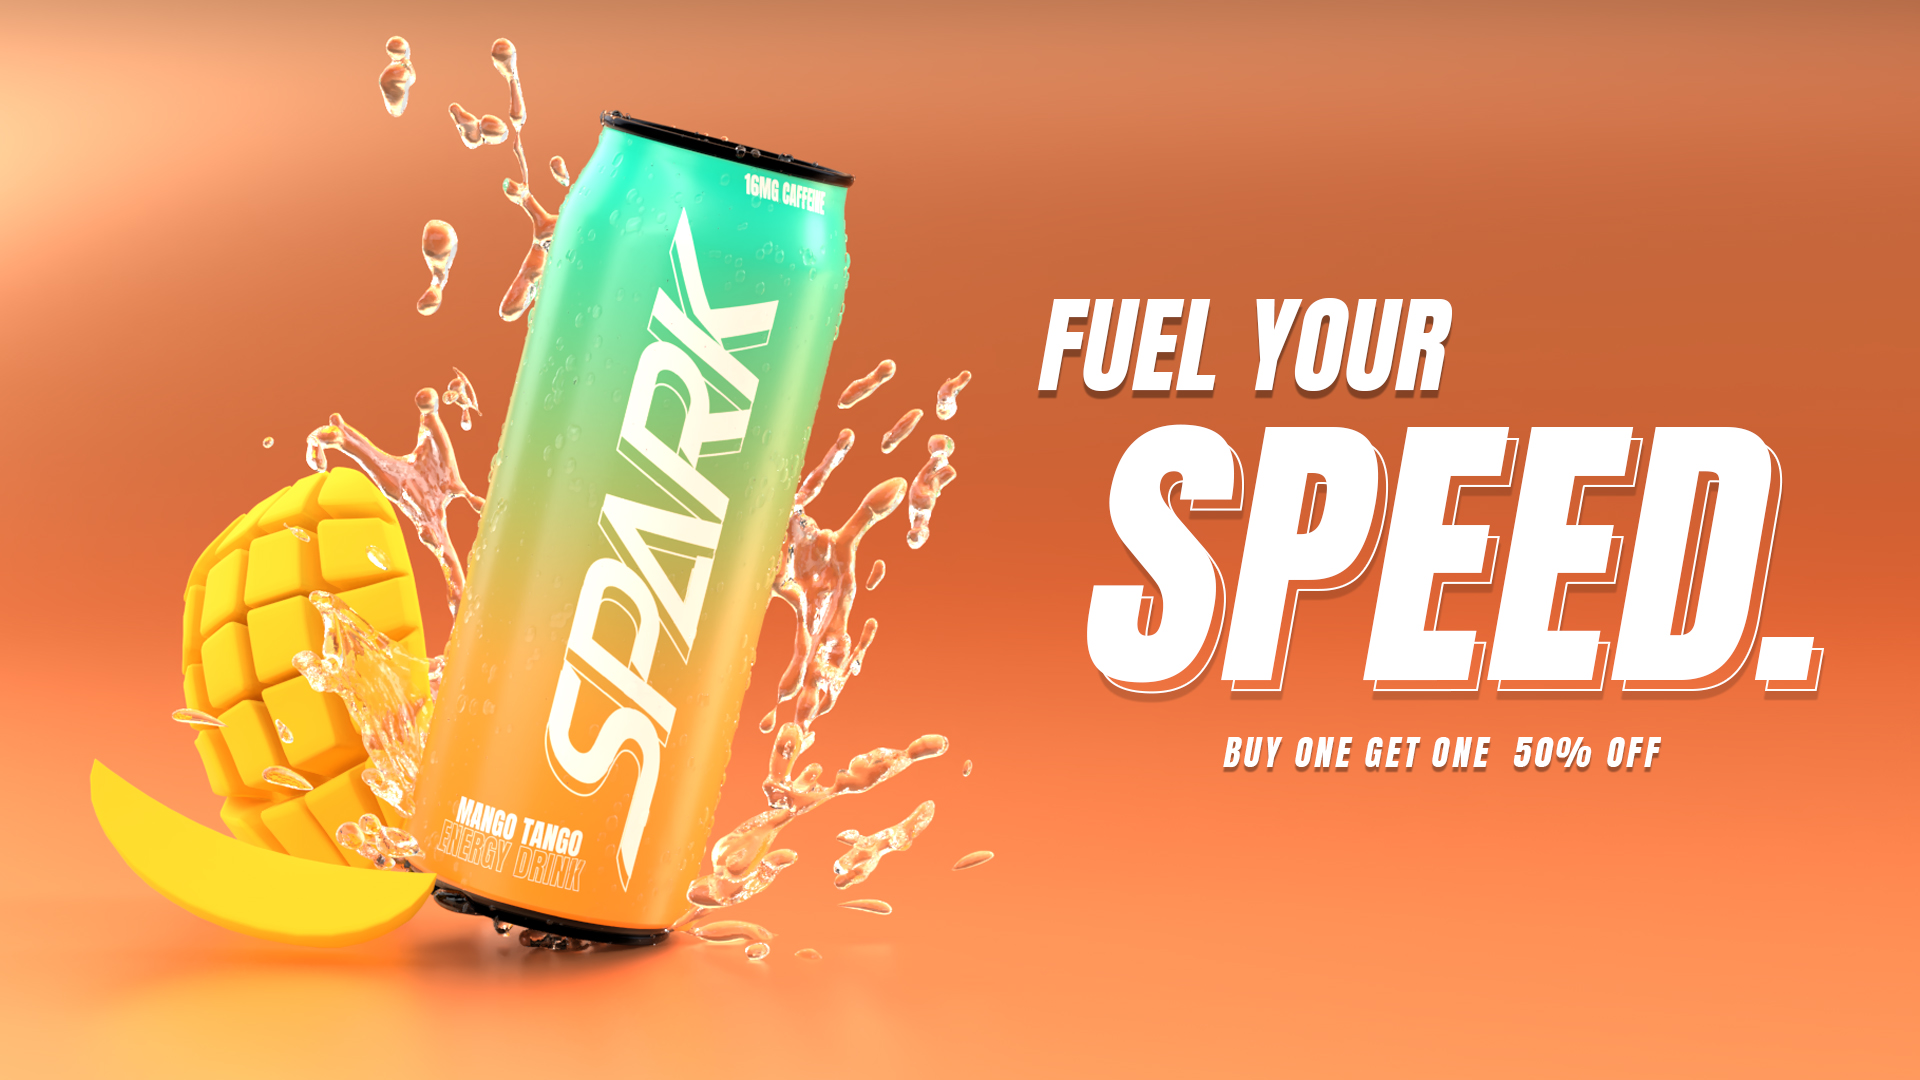 16MG CAFFEINE
SPARK
MANGO TANGO
ENERGY DRINK
FUEL YOUR
SPEED.
BUY ONE GET ONE 50% OFF